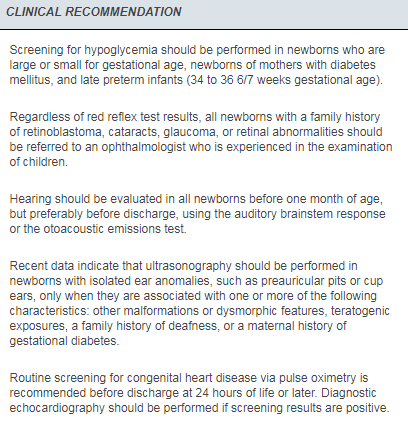 CLINICAL RECOMMENDATION
Screening for hypoglycemia should be performed in newborns who are
large or small for gestational age, newborns of mothers with diabetes
mellitus, and late preterm infants (34 to 36 6/7 weeks gestational age).
Regardless of red reflex test results, all newborns with a family history
of retinoblastoma, cataracts, glaucoma, or retinal abnormalities should
be referred to an ophthalmologist who is experienced in the examination
of children.
Hearing should be evaluated in all newborns before one month of age,
but preferably before discharge, using the auditory brainstem response
or the otoacoustic emissions test.
Recent data indicate that ultrasonography should be performed in
newborns with isolated ear anomalies, such as preauricular pits or cup
ears, only when they are associated with one or more of the following
characteristics: other malformations or dysmorphic features, teratogenic
exposures, a family history of deafness, or a maternal history of
gestational diabetes.
Routine screening for congenital heart disease via pulse oximetry is
recommended before discharge at 24 hours of life or later. Diagnostic
echocardiography should be performed if screening results are positive.